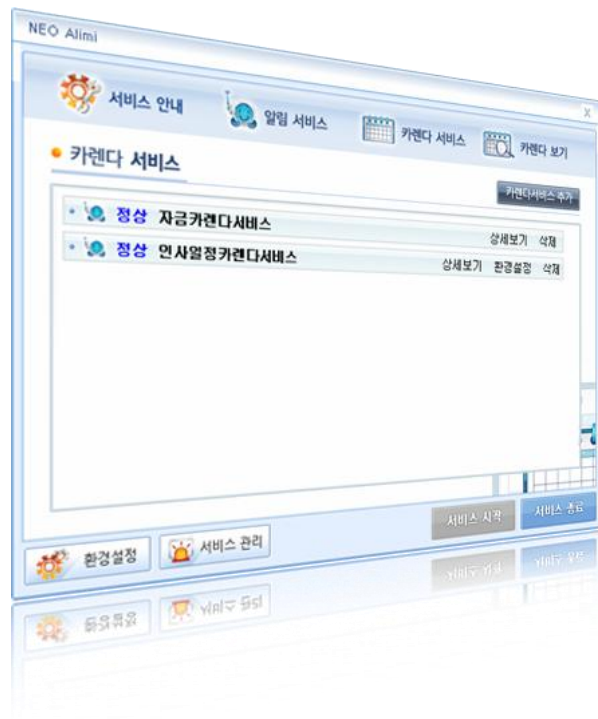 NEO Alimi
서비스 안내 알림 서비스 카렌다 서비스 카렌다 보기
카렌다 서비스
카렌다서비스 추가
정상 자금카렌다서비스
상세보기 삭제
정상 인사일정카렌다서비스
상세보기 환경설정 삭제
서비스 시작 서비스 종료
환경설정 서비스 관리